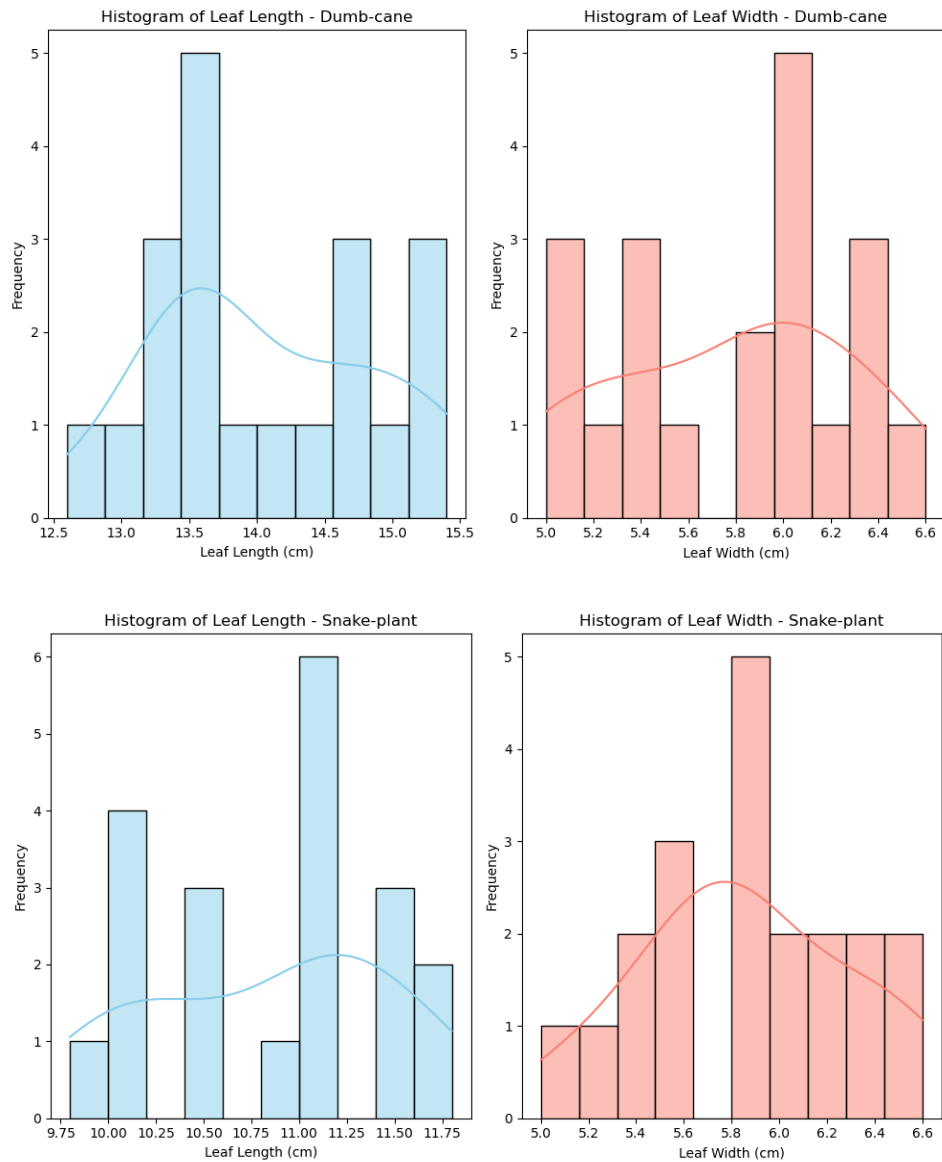 Histogram of Leaf Length - Dumb-cane
Frequency
5
4
3
2
1
0
12.5 13.0 13.5 14.0 14.5 15.0 15.5
Leaf Length (cm)
Histogram of Leaf Width - Dumb-cane
Frequency
5
4
3
2
1
0
5.0 5.2 5.4 5.6 5.8 6.0 6.2 6.4 6.6
Leaf Width (cm)
Histogram of Leaf Length - Snake-plant
Frequency
6
5
4
3
2
1
0
9.75 10.00 10.25 10.50 10.75 11.00 11.25 11.50 11.75
Leaf Length (cm)
Histogram of Leaf Width - Snake-plant
Frequency
5
4
3
2
1
0
5.0 5.2 5.4 5.6 5.8 6.0 6.2 6.4 6.6
Leaf Width (cm)